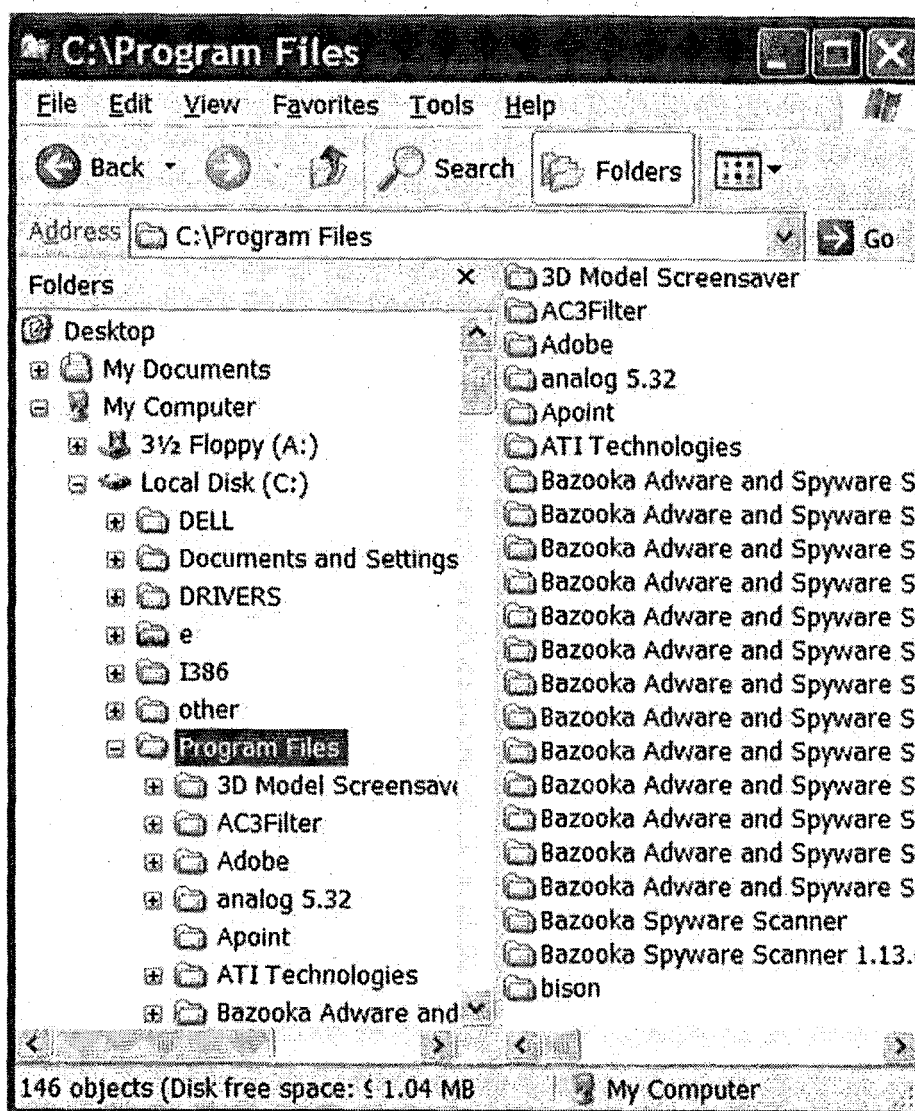 C:\Program Files
File Edit View Favorites Tools Help
Back Search Folders
Address C:\Program Files Go
Folders
Desktop
My Documents
My Computer
3½ Floppy (A:)
Local Disk (C:)
DELL
Documents and Settings
DRIVERS
e
I386
other
Program Files
3D Model Screensave
AC3Filter
Adobe
analog 5.32
Apoint
ATI Technologies
Bazooka Adware and
3D Model Screensaver
AC3Filter
Adobe
analog 5.32
Apoint
ATI Technologies
Bazooka Adware and Spyware S
Bazooka Adware and Spyware S
Bazooka Adware and Spyware S
Bazooka Adware and Spyware S
Bazooka Adware and Spyware S
Bazooka Adware and Spyware S
Bazooka Adware and Spyware S
Bazooka Adware and Spyware S
Bazooka Adware and Spyware S
Bazooka Adware and Spyware S
Bazooka Adware and Spyware S
Bazooka Adware and Spyware S
Bazooka Adware and Spyware S
Bazooka Spyware Scanner
Bazooka Spyware Scanner 1.13.
bison
146 objects (Disk free space: 1.04 MB My Computer